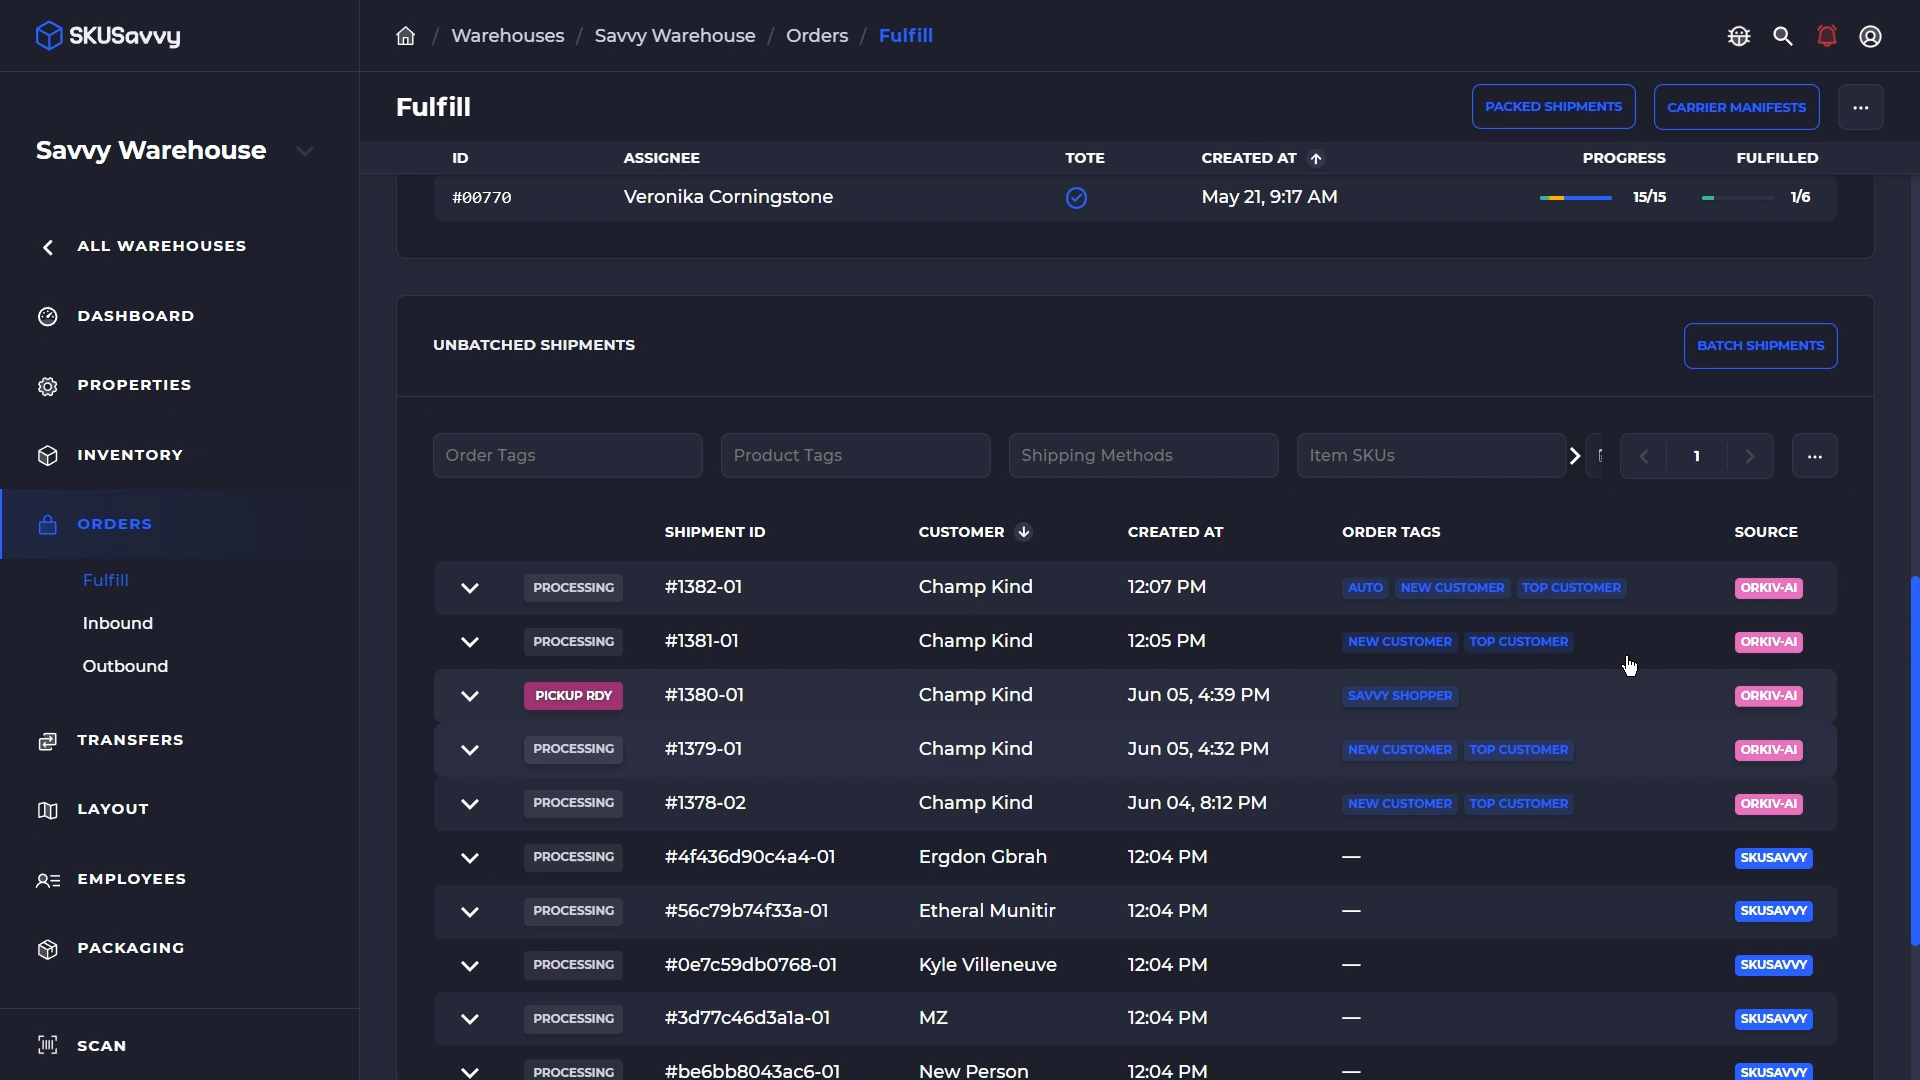 SKUSavvy
/ Warehouses / Savvy Warehouse / Orders / Fulfill
Fulfill
PACKED SHIPMENTS
CARRIER MANIFESTS
Savvy Warehouse
ID ASSIGNEE TOTE CREATED AT PROGRESS FULFILLED
#00770 Veronika Corningstone May 21, 9:17 AM 15/15 1/6
ALL WAREHOUSES
DASHBOARD
PROPERTIES
INVENTORY
ORDERS
Fulfill
Inbound
Outbound
TRANSFERS
LAYOUT
EMPLOYEES
PACKAGING
SCAN
UNBATCHED SHIPMENTS
BATCH SHIPMENTS
Order Tags Product Tags Shipping Methods Item SKUs 1
SHIPMENT ID CUSTOMER CREATED AT ORDER TAGS SOURCE
PROCESSING #1382-01 Champ Kind 12:07 PM AUTO NEW CUSTOMER TOP CUSTOMER ORKIV-AI
PROCESSING #1381-01 Champ Kind 12:05 PM NEW CUSTOMER TOP CUSTOMER ORKIV-AI
PICKUP RDY #1380-01 Champ Kind Jun 05, 4:39 PM SAVVY SHOPPER ORKIV-AI
PROCESSING #1379-01 Champ Kind Jun 05, 4:32 PM NEW CUSTOMER TOP CUSTOMER ORKIV-AI
PROCESSING #1378-02 Champ Kind Jun 04, 8:12 PM NEW CUSTOMER TOP CUSTOMER ORKIV-AI
PROCESSING #4f436d90c4a4-01 Ergdon Gbrah 12:04 PM — SKUSAVVY
PROCESSING #56c79b74f33a-01 Etheral Munitir 12:04 PM — SKUSAVVY
PROCESSING #0e7c59db0768-01 Kyle Villeneuve 12:04 PM — SKUSAVVY
PROCESSING #3d77c46d3a1a-01 MZ 12:04 PM — SKUSAVVY
PROCESSING #be6bb8043ac6-01 New Person 12:04 PM — SKUSAVVY